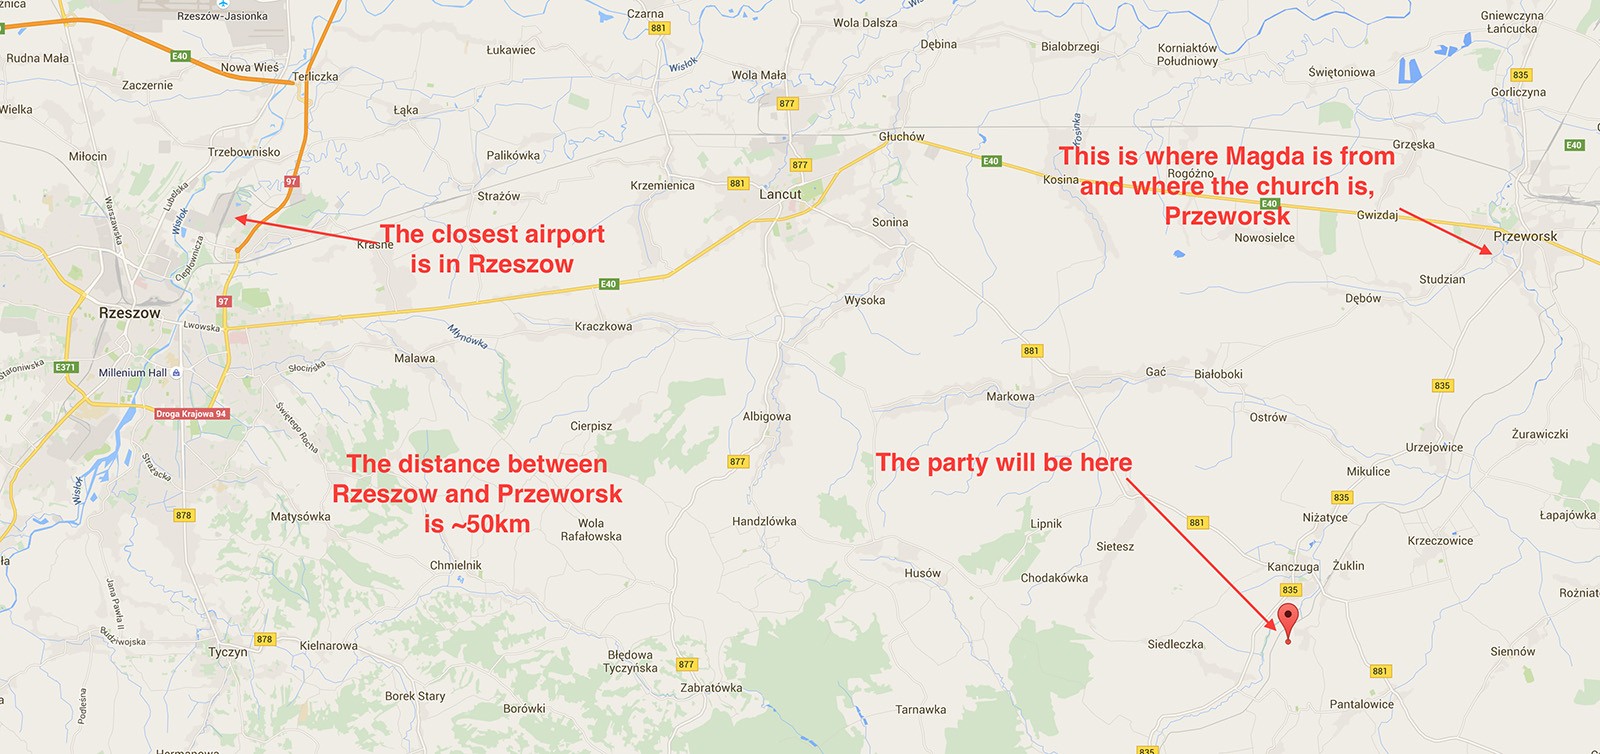 Czarna
Rzeszów-Jasionka
881
Wola Dalsza
Gniewczyna
Łańcucka
E40
Łukawiec
Dębina
Białobrzegi
Korniaktów
Południowy
Rudna Mała
Nowa Wieś
Terliczka
Wisłok
Wola Mała
Świętoniowa
835
Zaczernie
Gorliczyna
Wielka
Łąka
877
Głuchów
Miłocin
Trzebownisko
Palikówka
877
E40
Grzęska
E40
This is where Magda is from
and where the church is,
Przeworsk
97
Lubelska
Krzemienica
881
Lancut
Kosina
Rogóżno
E40
Strażów
Warszawska
Wisłok
Sonina
Gwizdaj
Nowosielce
Przeworsk
The closest airport
is in Rzeszow
Krasne
Ciepłownicza
Studzian
E40
97
Rzeszow
Lwowska
Wysoka
Dębów
Kraczkowa
Młynówka
Malawa
881
E371
Millenium Hall
Słocińska
Gać
Białoboki
835
Droga Krajowa 94
Markowa
Albigowa
Ostrów
Świętego Rocha
Cierpisz
Żurawiczki
Urzejowice
The distance between
Rzeszow and Przeworsk
is ~50km
877
The party will be here
Mikulice
Strażacka
Wisłok
835
878
Matysówka
Wola
Rafałowska
Handzlówka
Lipnik
881
Niżatyce
Łapajówka
Sietesz
Krzeczowice
Chmielnik
Husów
Chodakówka
Kanczuga
Żuklin
835
Jana Pawła II
878
Kielnarowa
Tyczyn
Błędowa
Tyczyńska
877
Siedleczka
Siennów
881
Zabratówka
Borek Stary
Borówki
Tarnawka
Pantalowice
Podleśna
Hermanowa
835